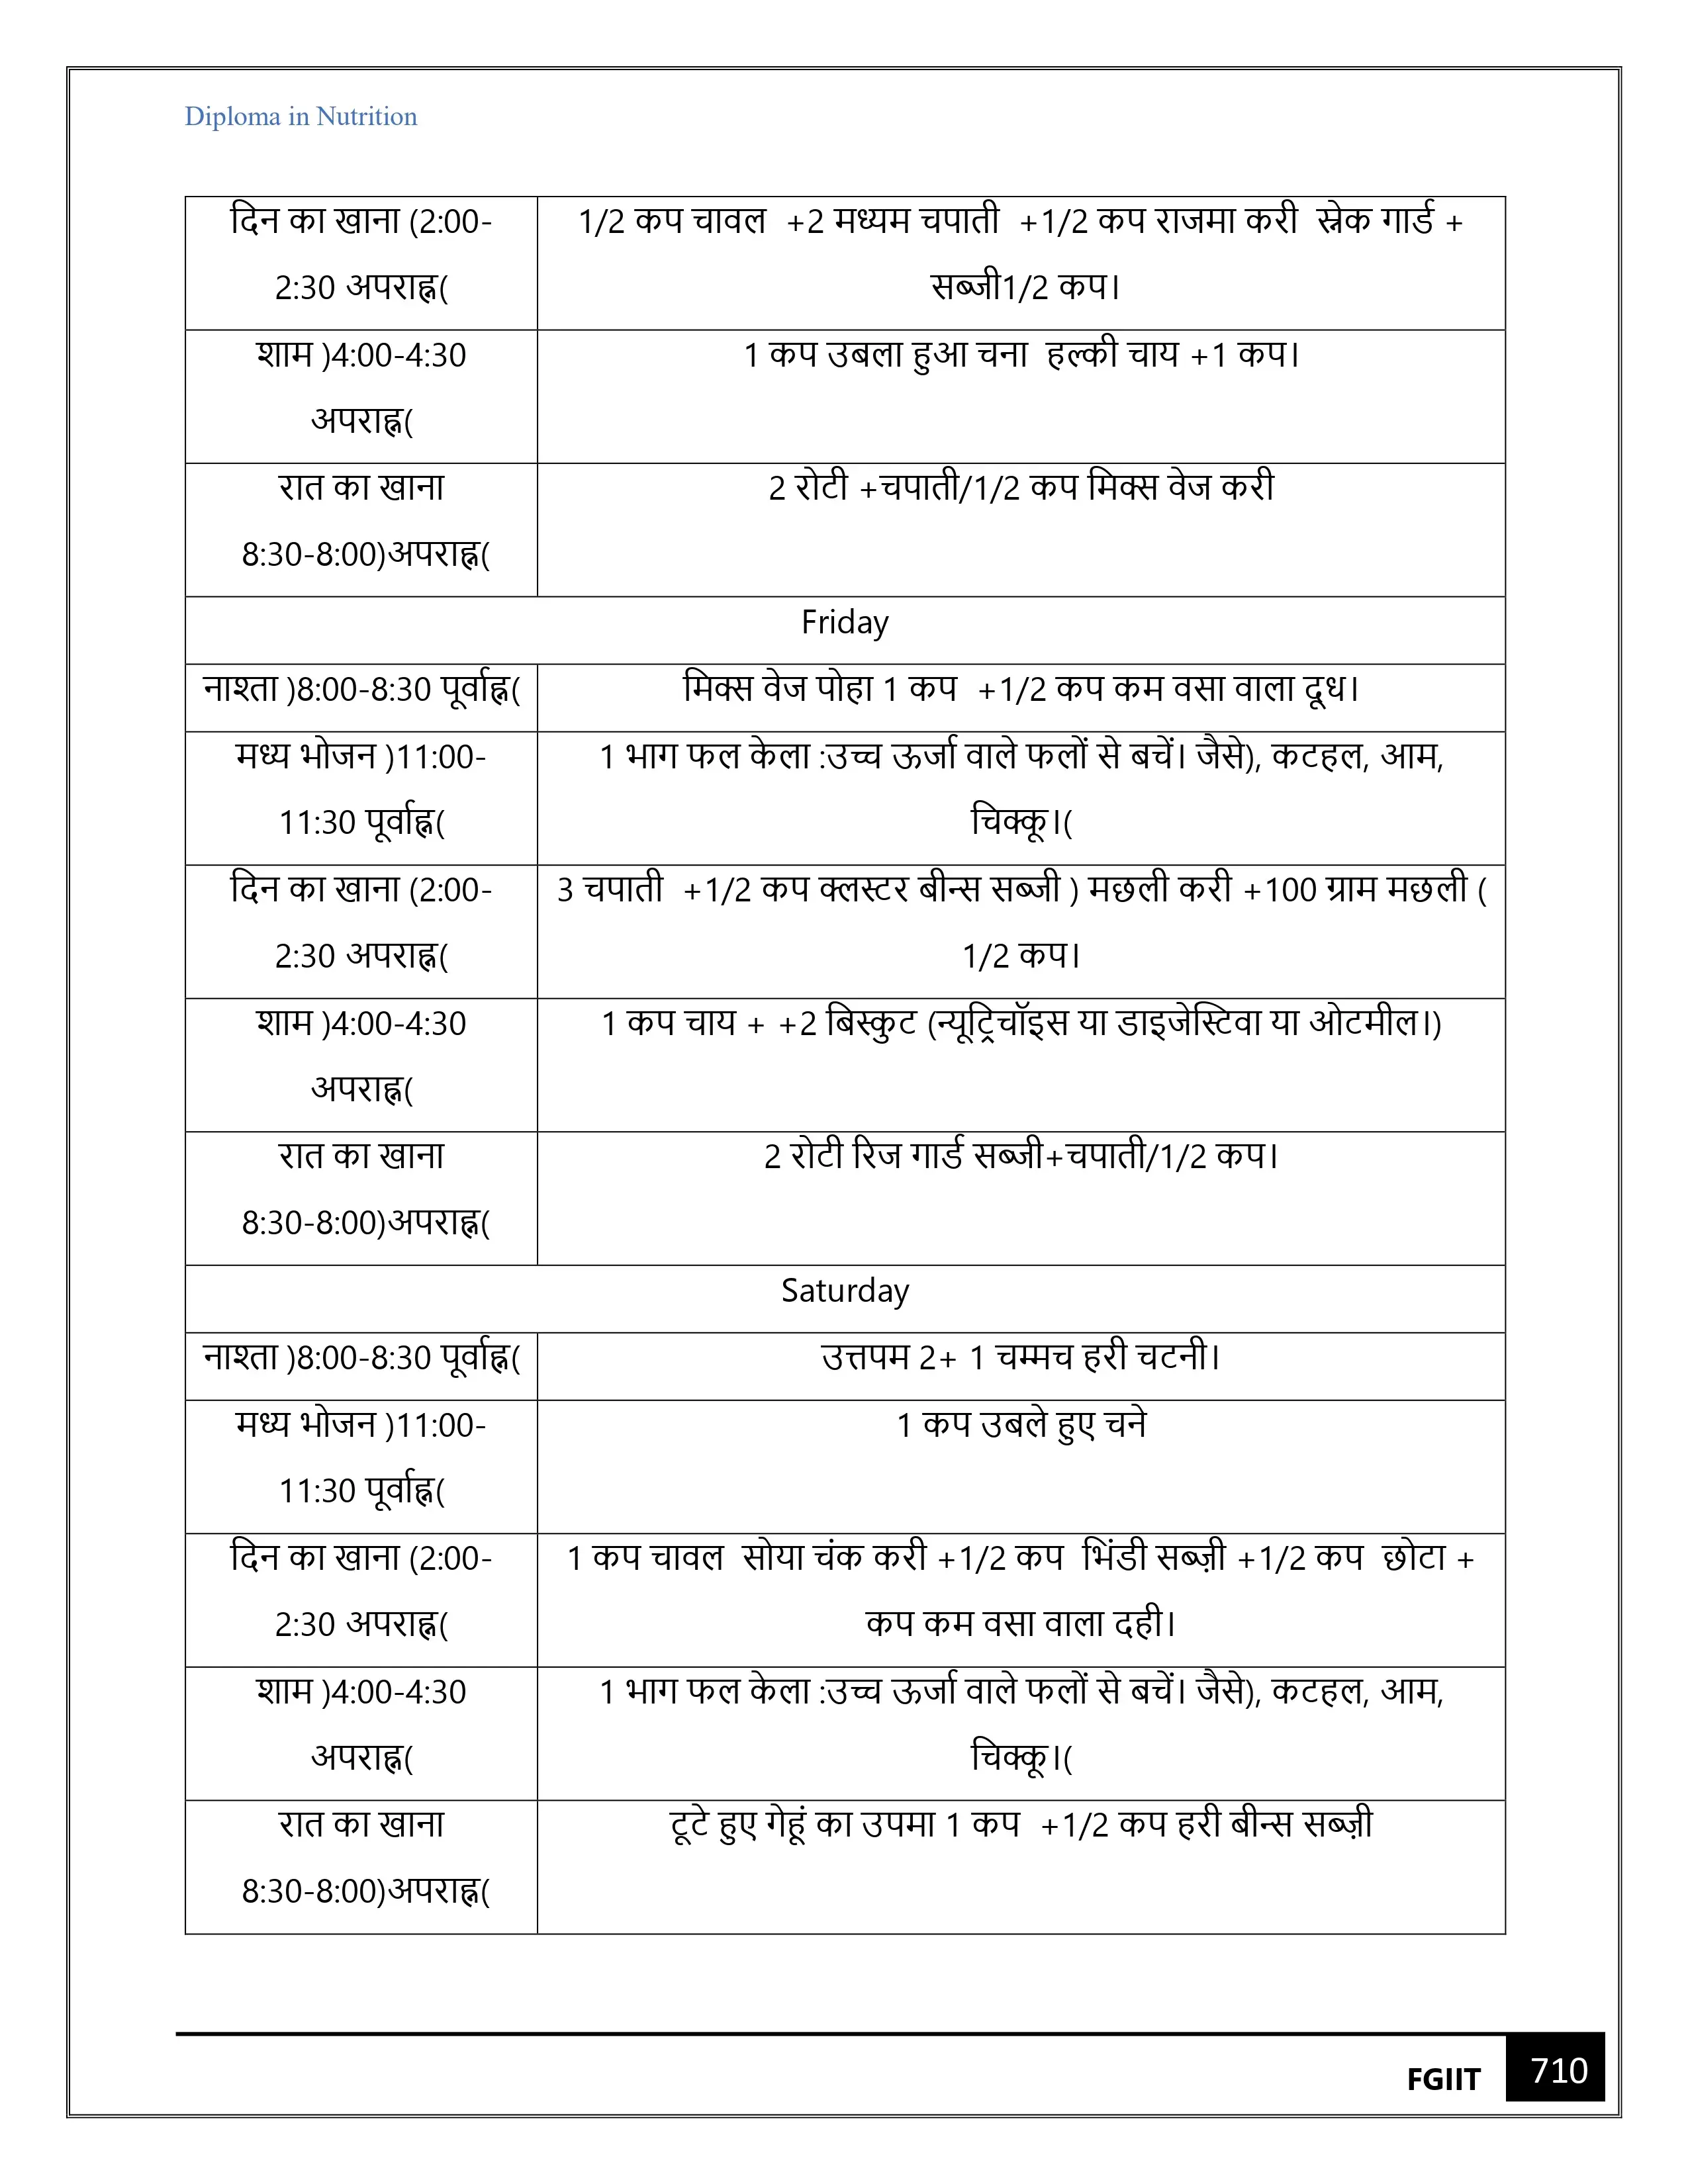 Diploma in Nutrition
दिन का खाना (2:00-
2:30 अपराह्न(
1/2 कप चावल +2 मध्यम चपाती +1/2 कप राजमा करी स्नेक गार्ड +
सब्जी1/2 कप।
शाम )4:00-4:30
अपराह्न(
1 कप उबला हुआ चना हल्की चाय +1 कप।
रात का खाना
8:30-8:00)अपराह्न(
2 रोटी +चपाती/1/2 कप मिक्स वेज करी
Friday
नाश्ता )8:00-8:30 पूर्वाह्न(
मिक्स वेज पोहा 1 कप +1/2 कप कम वसा वाला दूध।
मध्य भोजन )11:00-
11:30 पूर्वाह्न(
1 भाग फल केला :उच्च ऊर्जा वाले फलों से बचें। जैसे), कटहल, आम,
चिक्कू।(
दिन का खाना (2:00-
2:30 अपराह्न(
3 चपाती +1/2 कप क्लस्टर बीन्स सब्जी ) मछली करी +100 ग्राम मछली (
1/2 कप।
शाम )4:00-4:30
अपराह्न(
1 कप चाय + +2 बिस्कुट (न्यूट्रिचॉइस या डाइजेस्टिवा या ओटमील।)
रात का खाना
8:30-8:00)अपराह्न(
2 रोटी रिज गार्ड सब्जी+चपाती/1/2 कप।
Saturday
नाश्ता )8:00-8:30 पूर्वाह्न(
उत्तपम 2+ 1 चम्मच हरी चटनी।
मध्य भोजन )11:00-
11:30 पूर्वाह्न(
1 कप उबले हुए चने
दिन का खाना (2:00-
2:30 अपराह्न(
1 कप चावल सोया चंक करी +1/2 कप भिंडी सब्ज़ी +1/2 कप छोटा +
कप कम वसा वाला दही।
शाम )4:00-4:30
अपराह्न(
1 भाग फल केला :उच्च ऊर्जा वाले फलों से बचें। जैसे), कटहल, आम,
चिक्कू।(
रात का खाना
8:30-8:00)अपराह्न(
टूटे हुए गेहूं का उपमा 1 कप +1/2 कप हरी बीन्स सब्ज़ी
FGIIT 710